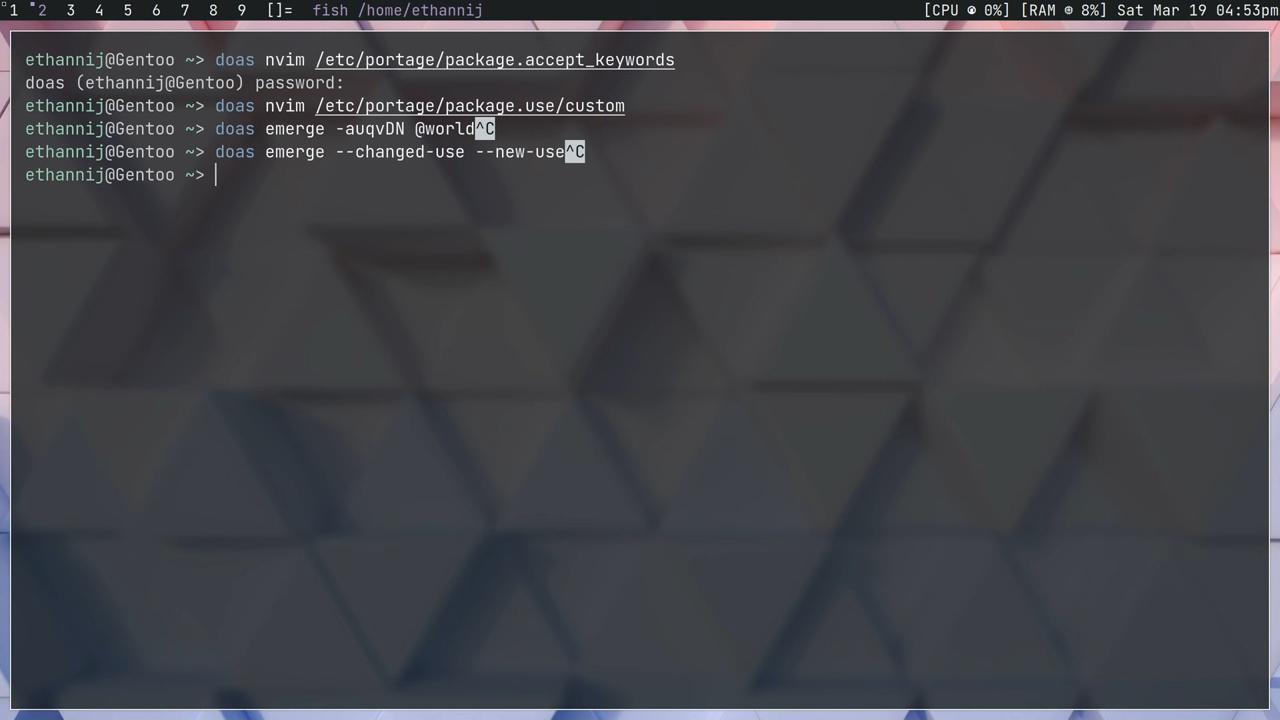 1 2 3 4 5 6 7 8 9 []= fish /home/ethannij [CPU 0%] [RAM 8%] Sat Mar 19 04:53pm
ethannij@Gentoo ~> doas nvim /etc/portage/package.accept_keywords
doas (ethannij@Gentoo) password:
ethannij@Gentoo ~> doas nvim /etc/portage/package.use/custom
ethannij@Gentoo ~> doas emerge -auqvDN @world^C
ethannij@Gentoo ~> doas emerge --changed-use --new-use^C
ethannij@Gentoo ~>